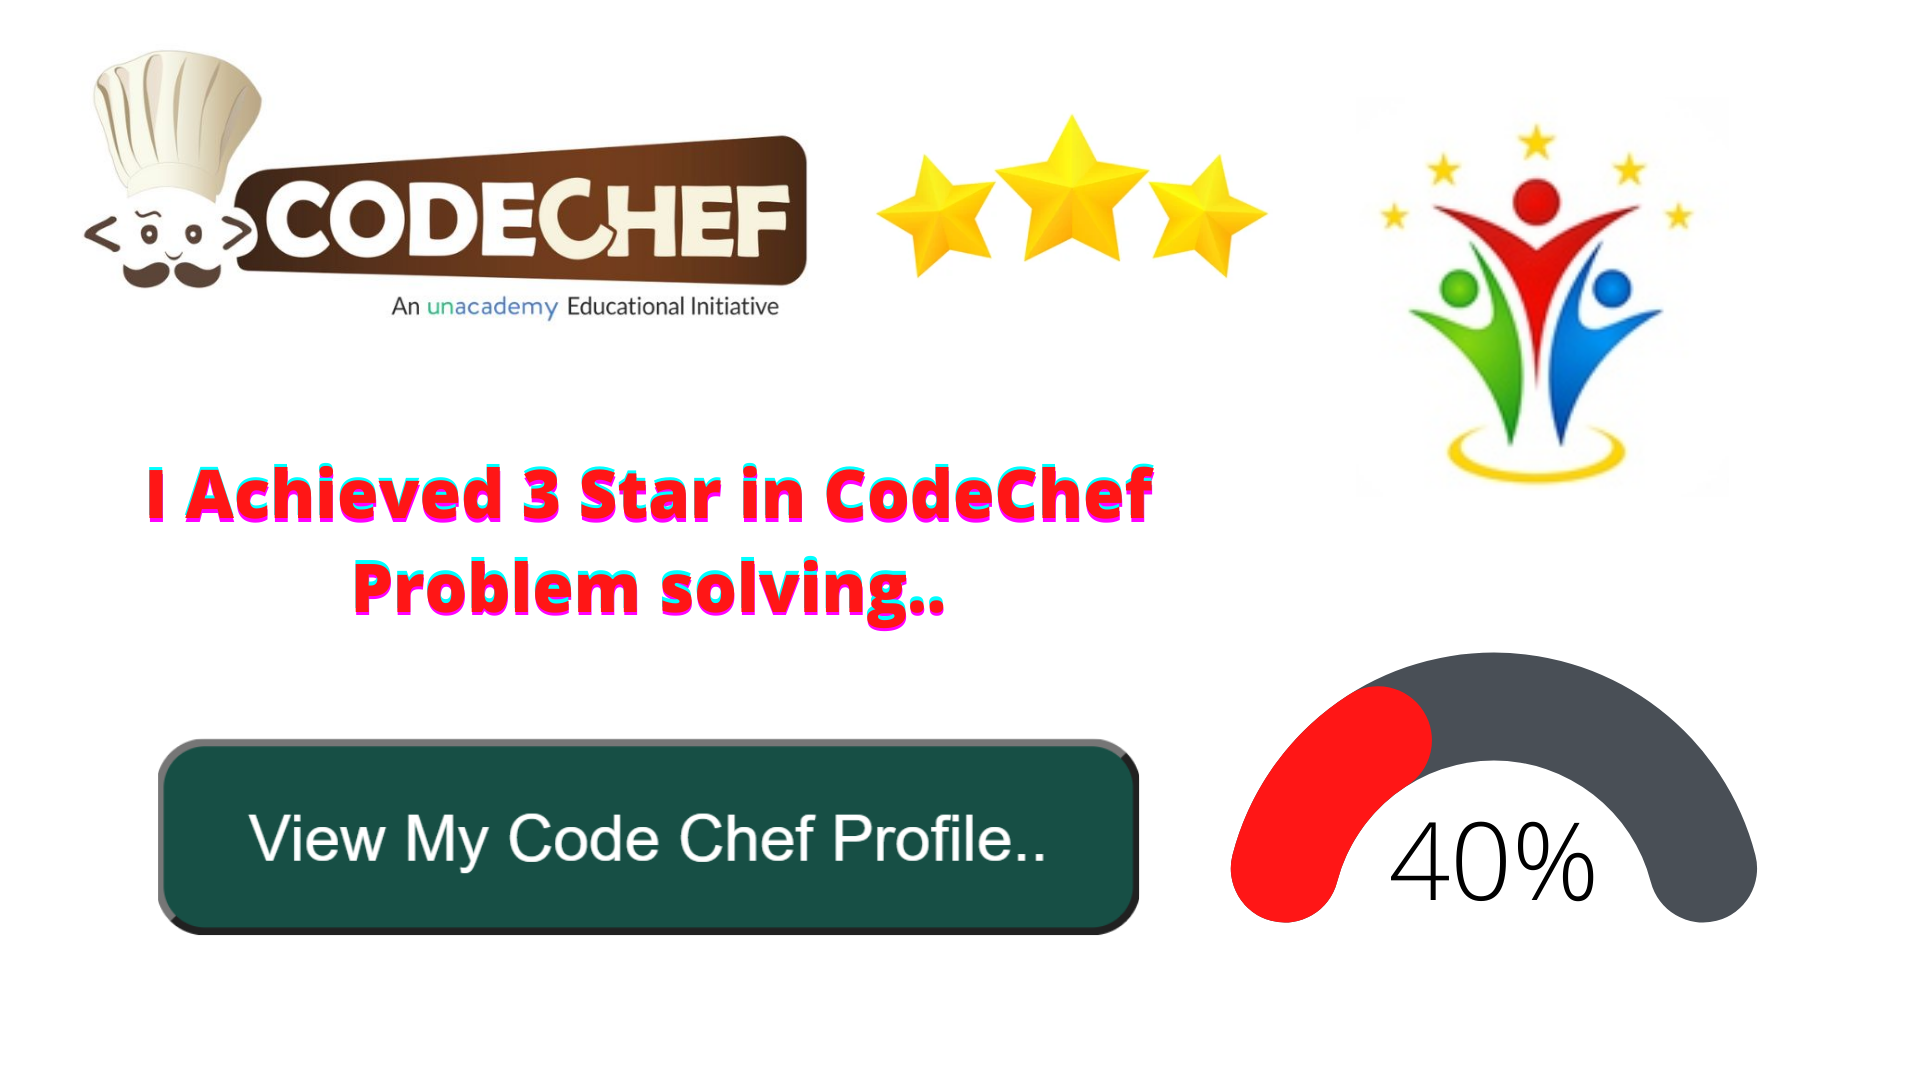 CODECHEF
An unacademy Educational Initiative
I Achieved 3 Star in CodeChef
Problem solving..
View My Code Chef Profile..
40%